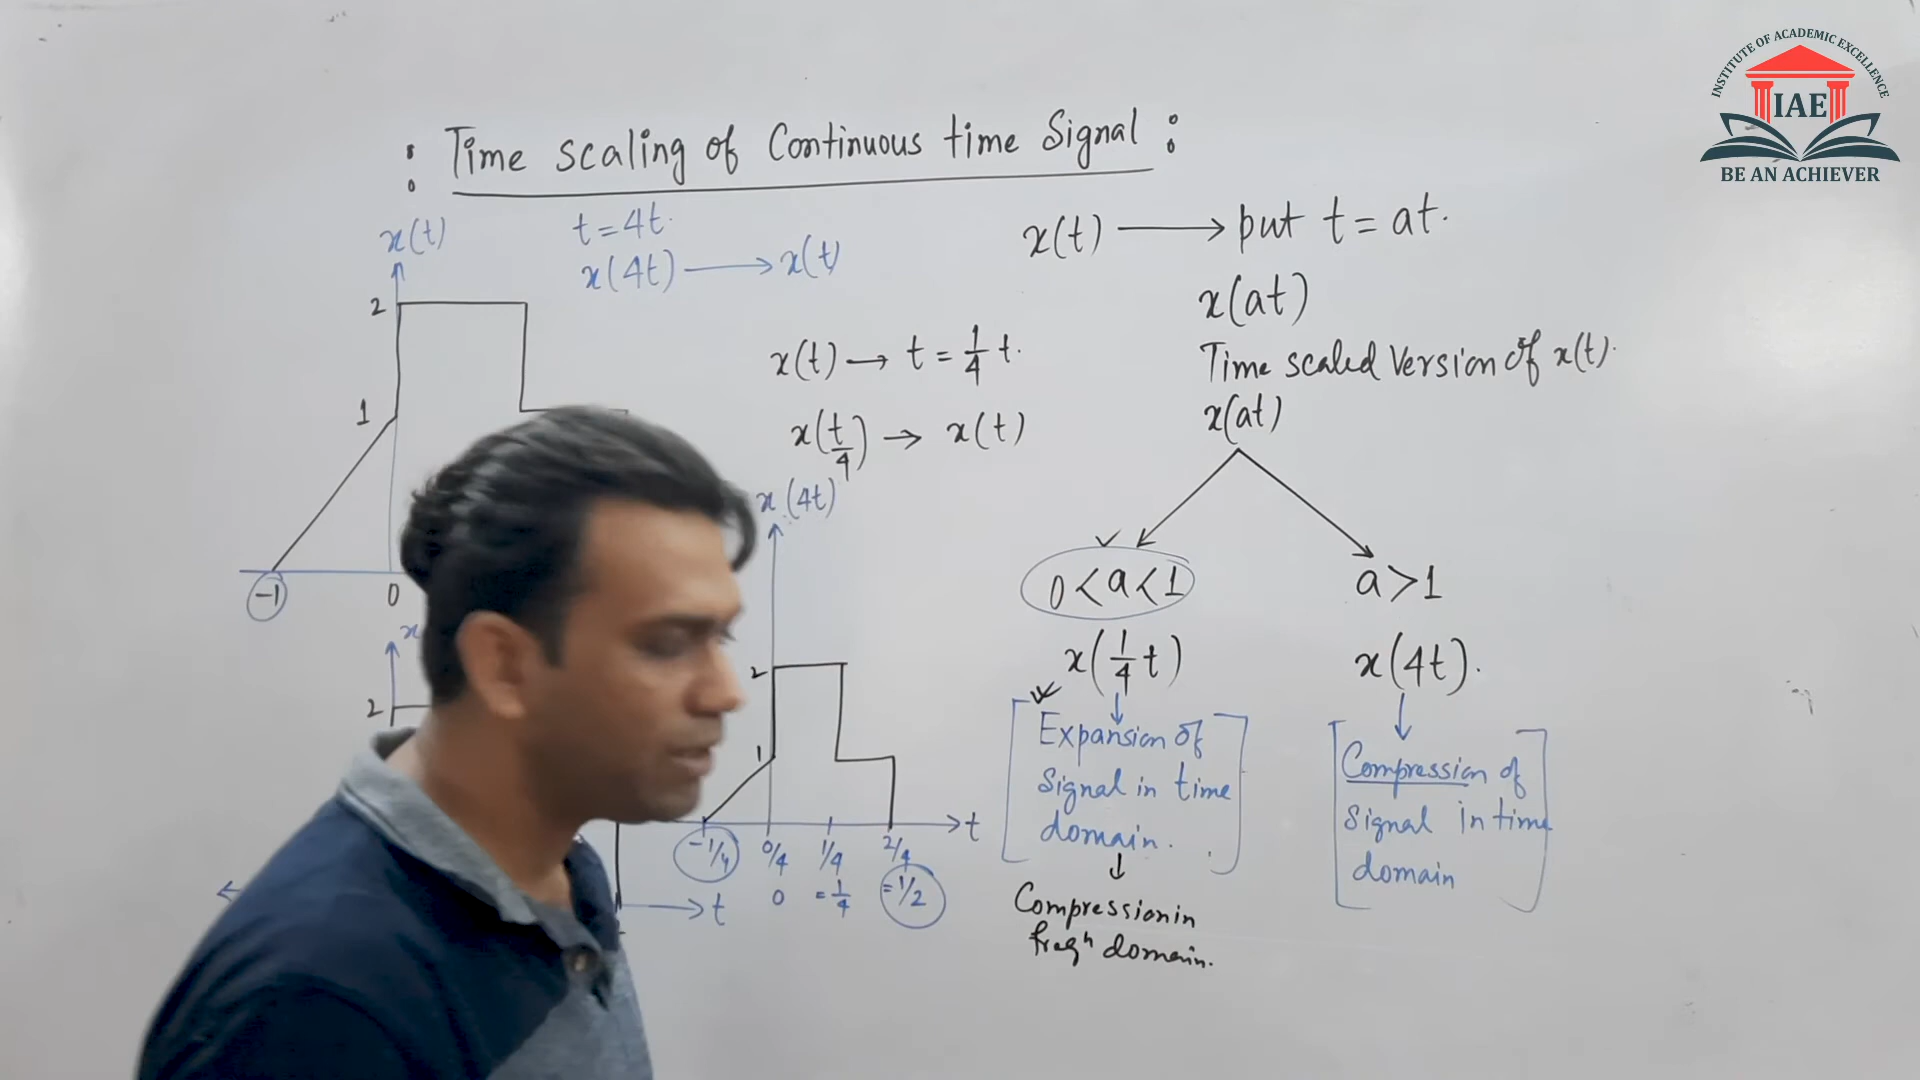 INSTITUTE OF ACADEMIC EXCELLENCE
IAE
BE AN ACHIEVER
: Time scaling of Continuous time Signal :
x(t)
t = 4t.
x(4t) → x(t)
2
1
-1
0
x(t) → t = 1/4 t.
x(t/4) → x(t)
x(4t)
2
1
-1/4 0/4 1/4 2/4
0 = 1/4 = 1/2
t
2
t
x(t) → put t = at.
x(at)
Time scaled version of x(t).
x(at)
0 < a < 1
x(1/4 t)
Expansion of
Signal in time
domain.
↓
Compression in
freqⁿ domain.
a > 1
x(4t).
Compression of
Signal in time
domain